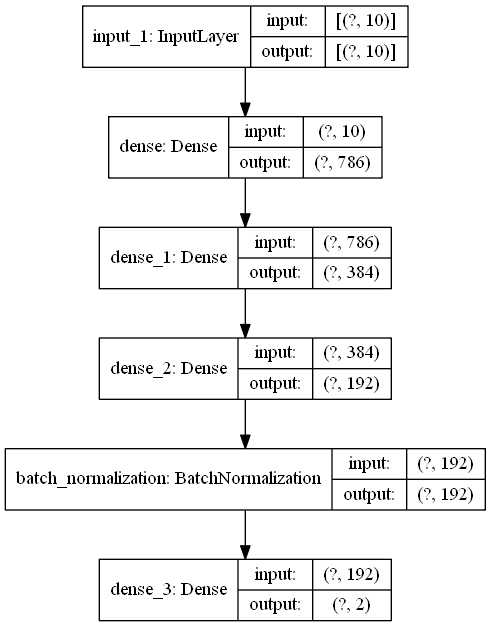 input_1: InputLayer
input: [(?, 10)]
output: [(?, 10)]
dense: Dense
input: (?, 10)
output: (?, 786)
dense_1: Dense
input: (?, 786)
output: (?, 384)
dense_2: Dense
input: (?, 384)
output: (?, 192)
batch_normalization: BatchNormalization
input: (?, 192)
output: (?, 192)
dense_3: Dense
input: (?, 192)
output: (?, 2)